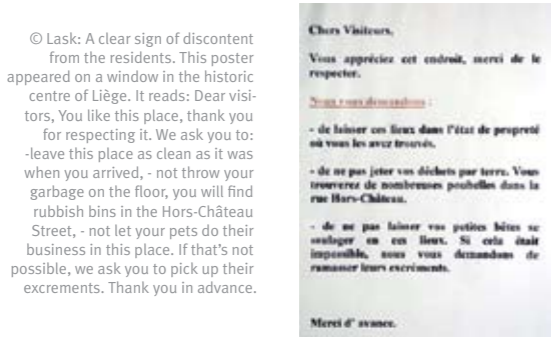 © Lask: A clear sign of discontent
from the residents. This poster
appeared on a window in the historic
centre of Liège. It reads: Dear visi-
tors, You like this place, thank you
for respecting it. We ask you to:
-leave this place as clean as it was
when you arrived, - not throw your
garbage on the floor, you will find
rubbish bins in the Hors-Château
Street, - not let your pets do their
business in this place. If that's not
possible, we ask you to pick up their
excrements. Thank you in advance.
Chers Visiteurs,
Vous appréciez cet endroit, merci de le
respecter.
Nous vous demandons :
- de laisser ces lieux dans l'état de propreté
où vous les avez trouvés.
- de ne pas jeter vos déchets par terre. Vous
trouverez de nombreuses poubelles dans la
rue Hors-Château.
- de ne pas laisser vos petites bêtes se
soulager en ces lieux. Si cela était
impossible, nous vous demandons de
ramasser leurs excréments.
Merci d' avance.